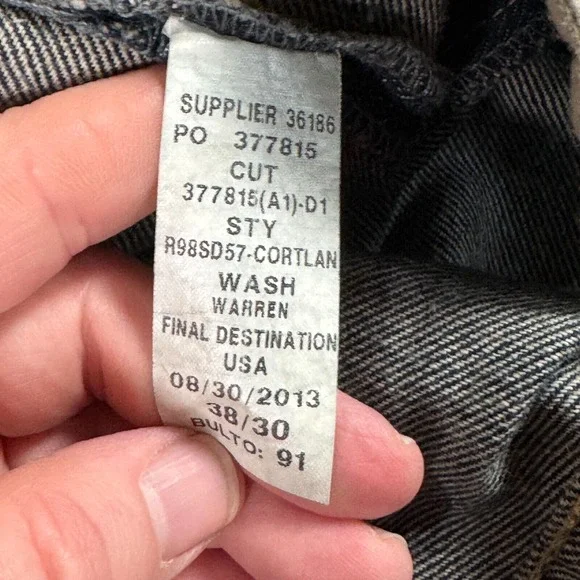 SUPPLIER 36186
PO 377815
CUT
377815(A1)-D1
STY
R98SD57-CORTLAN
WASH
WARREN
FINAL DESTINATION
USA
08/30/2013
38/30
BULTO: 91